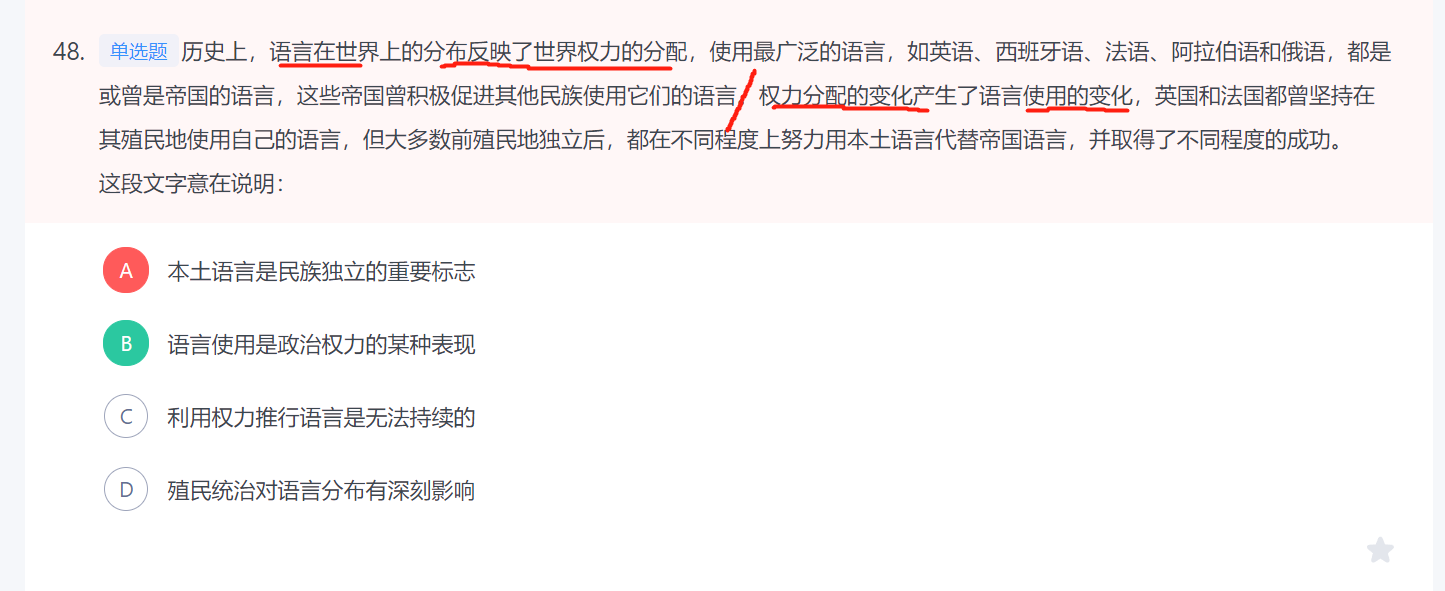 48. 单选题 历史上，语言在世界上的分布反映了世界权力的分配，使用最广泛的语言，如英语、西班牙语、法语、阿拉伯语和俄语，都是
或曾是帝国的语言，这些帝国曾积极促进其他民族使用它们的语言，权力分配的变化产生了语言使用的变化，英国和法国都曾坚持在
其殖民地使用自己的语言，但大多数前殖民地独立后，都在不同程度上努力用本土语言代替帝国语言，并取得了不同程度的成功。
这段文字意在说明：
A 本土语言是民族独立的重要标志
B 语言使用是政治权力的某种表现
C 利用权力推行语言是无法持续的
D 殖民统治对语言分布有深刻影响